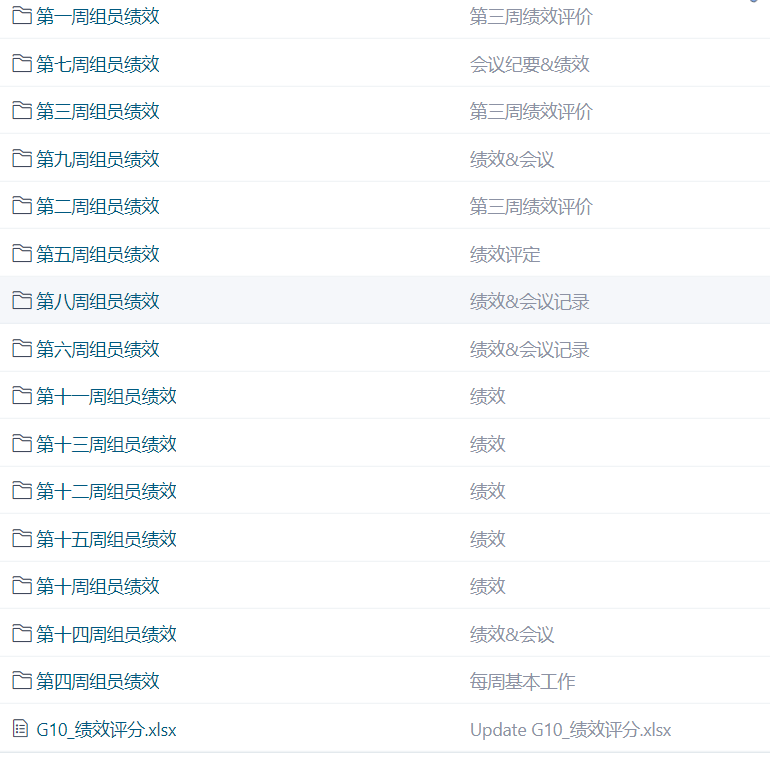 第一周组员绩效 第三周绩效评价
第七周组员绩效 会议纪要&绩效
第三周组员绩效 第三周绩效评价
第九周组员绩效 绩效&会议
第二周组员绩效 第三周绩效评价
第五周组员绩效 绩效评定
第八周组员绩效 绩效&会议记录
第六周组员绩效 绩效&会议记录
第十一周组员绩效 绩效
第十三周组员绩效 绩效
第十二周组员绩效 绩效
第十五周组员绩效 绩效
第十周组员绩效 绩效
第十四周组员绩效 绩效&会议
第四周组员绩效 每周基本工作
G10_绩效评分.xlsx Update G10_绩效评分.xlsx